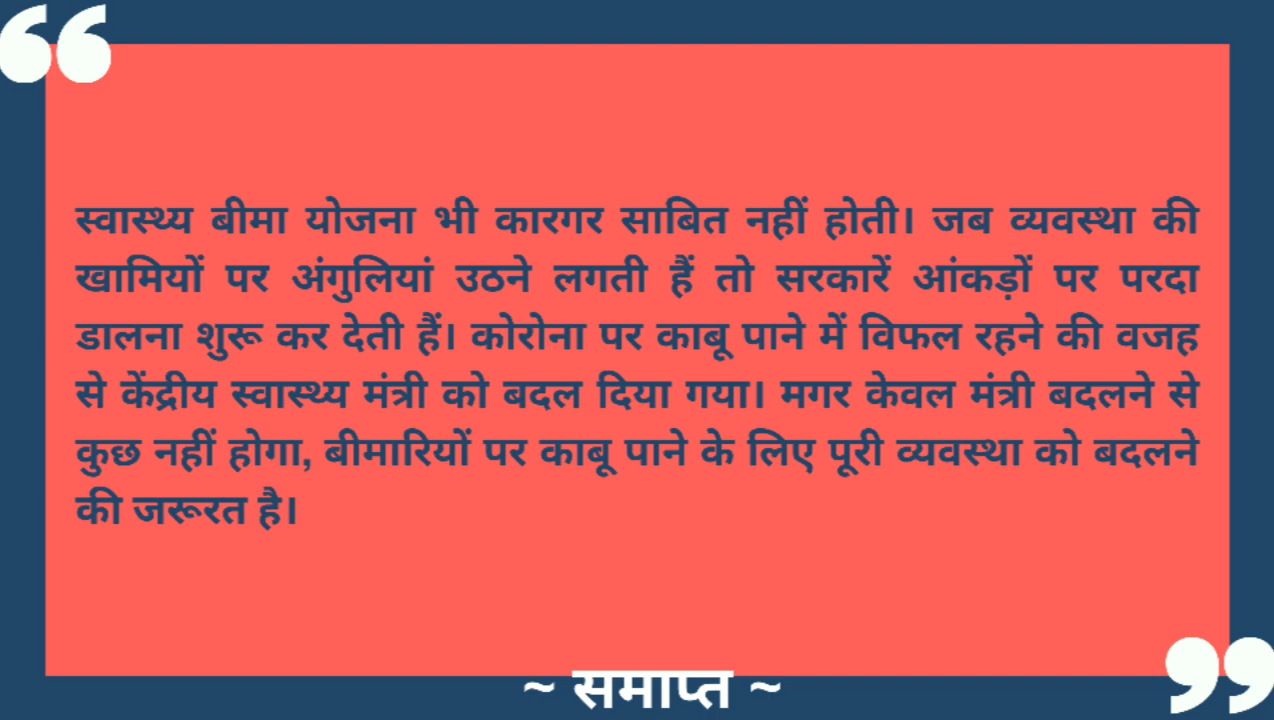 स्वास्थ्य बीमा योजना भी कारगर साबित नहीं होती। जब व्यवस्था की
खामियों पर अंगुलियां उठने लगती हैं तो सरकारें आंकड़ों पर परदा
डालना शुरू कर देती हैं। कोरोना पर काबू पाने में विफल रहने की वजह
से केंद्रीय स्वास्थ्य मंत्री को बदल दिया गया। मगर केवल मंत्री बदलने से
कुछ नहीं होगा, बीमारियों पर काबू पाने के लिए पूरी व्यवस्था को बदलने
की जरूरत है।
~ समाप्त ~